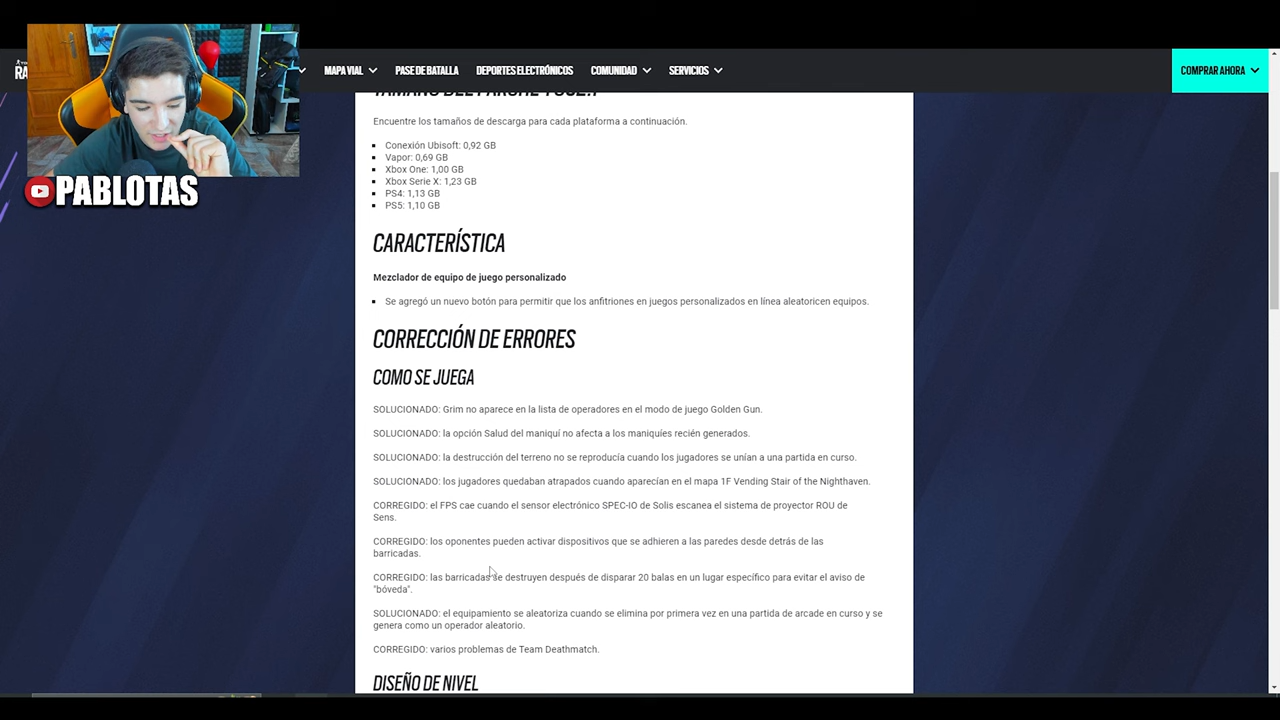 RA
MAPA VIAL
PASE DE BATALLA
DEPORTES ELECTRÓNICOS
COMUNIDAD
SERVICIOS
COMPRAR AHORA
PABLOTAS
Encuentre los tamaños de descarga para cada plataforma a continuación.
Conexión Ubisoft: 0,92 GB
Vapor: 0,69 GB
Xbox One: 1,00 GB
Xbox Serie X: 1,23 GB
PS4: 1,13 GB
PS5: 1,10 GB
CARACTERÍSTICA
Mezclador de equipo de juego personalizado
Se agregó un nuevo botón para permitir que los anfitriones en juegos personalizados en línea aleatoricen equipos.
CORRECCIÓN DE ERRORES
COMO SE JUEGA
SOLUCIONADO: Grim no aparece en la lista de operadores en el modo de juego Golden Gun.
SOLUCIONADO: la opción Salud del maniquí no afecta a los maniquíes recién generados.
SOLUCIONADO: la destrucción del terreno no se reproducía cuando los jugadores se unían a una partida en curso.
SOLUCIONADO: los jugadores quedaban atrapados cuando aparecían en el mapa 1F Vending Stair of the Nighthaven.
CORREGIDO: el FPS cae cuando el sensor electrónico SPEC-IO de Solis escanea el sistema de proyector ROU de
Sens.
CORREGIDO: los oponentes pueden activar dispositivos que se adhieren a las paredes desde detrás de las
barricadas.
CORREGIDO: las barricadas se destruyen después de disparar 20 balas en un lugar específico para evitar el aviso de
"bóveda".
SOLUCIONADO: el equipamiento se aleatoriza cuando se elimina por primera vez en una partida de arcade en curso y se
genera como un operador aleatorio.
CORREGIDO: varios problemas de Team Deathmatch.
DISEÑO DE NIVEL